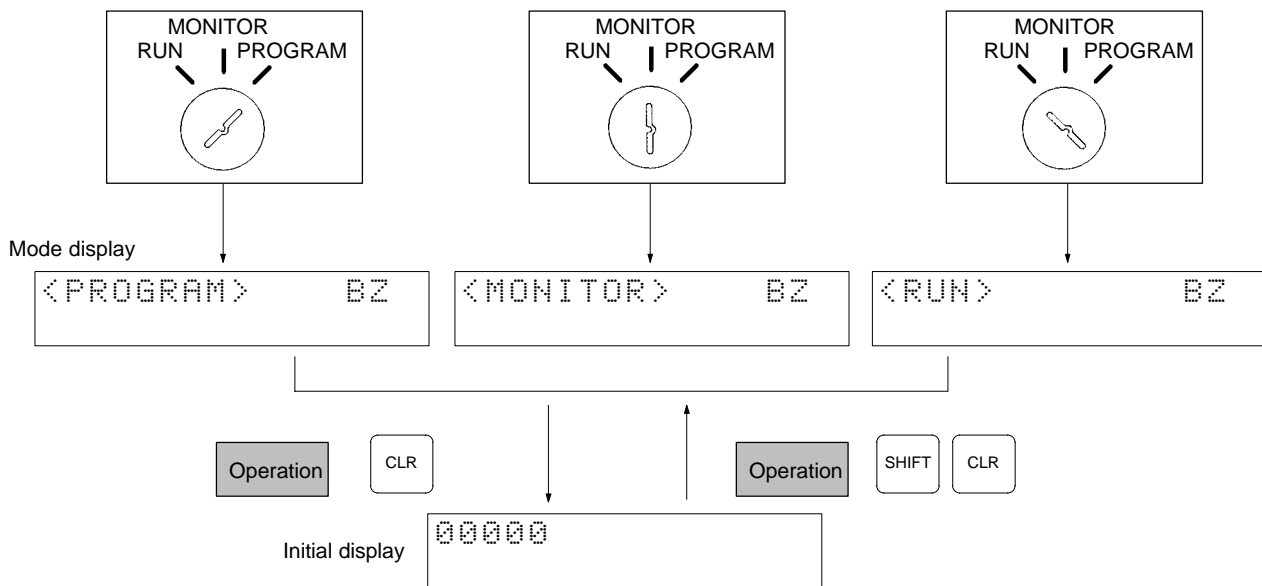 MONITOR
RUN PROGRAM
MONITOR
RUN PROGRAM
MONITOR
RUN PROGRAM
Mode display
<PROGRAM> BZ
<MONITOR> BZ
<RUN> BZ
Operation CLR
Operation SHIFT CLR
Initial display
00000